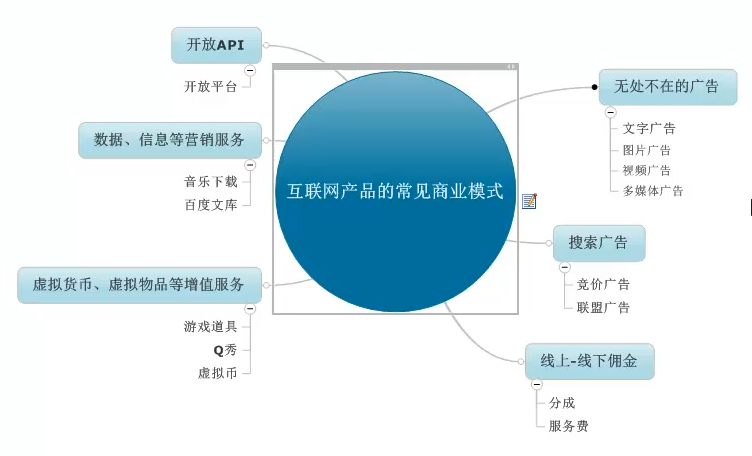 互联网产品的常见商业模式
开放API
开放平台
数据、信息等营销服务
音乐下载
百度文库
虚拟货币、虚拟物品等增值服务
游戏道具
Q秀
虚拟币
无处不在的广告
文字广告
图片广告
视频广告
多媒体广告
搜索广告
竞价广告
联盟广告
线上-线下佣金
分成
服务费